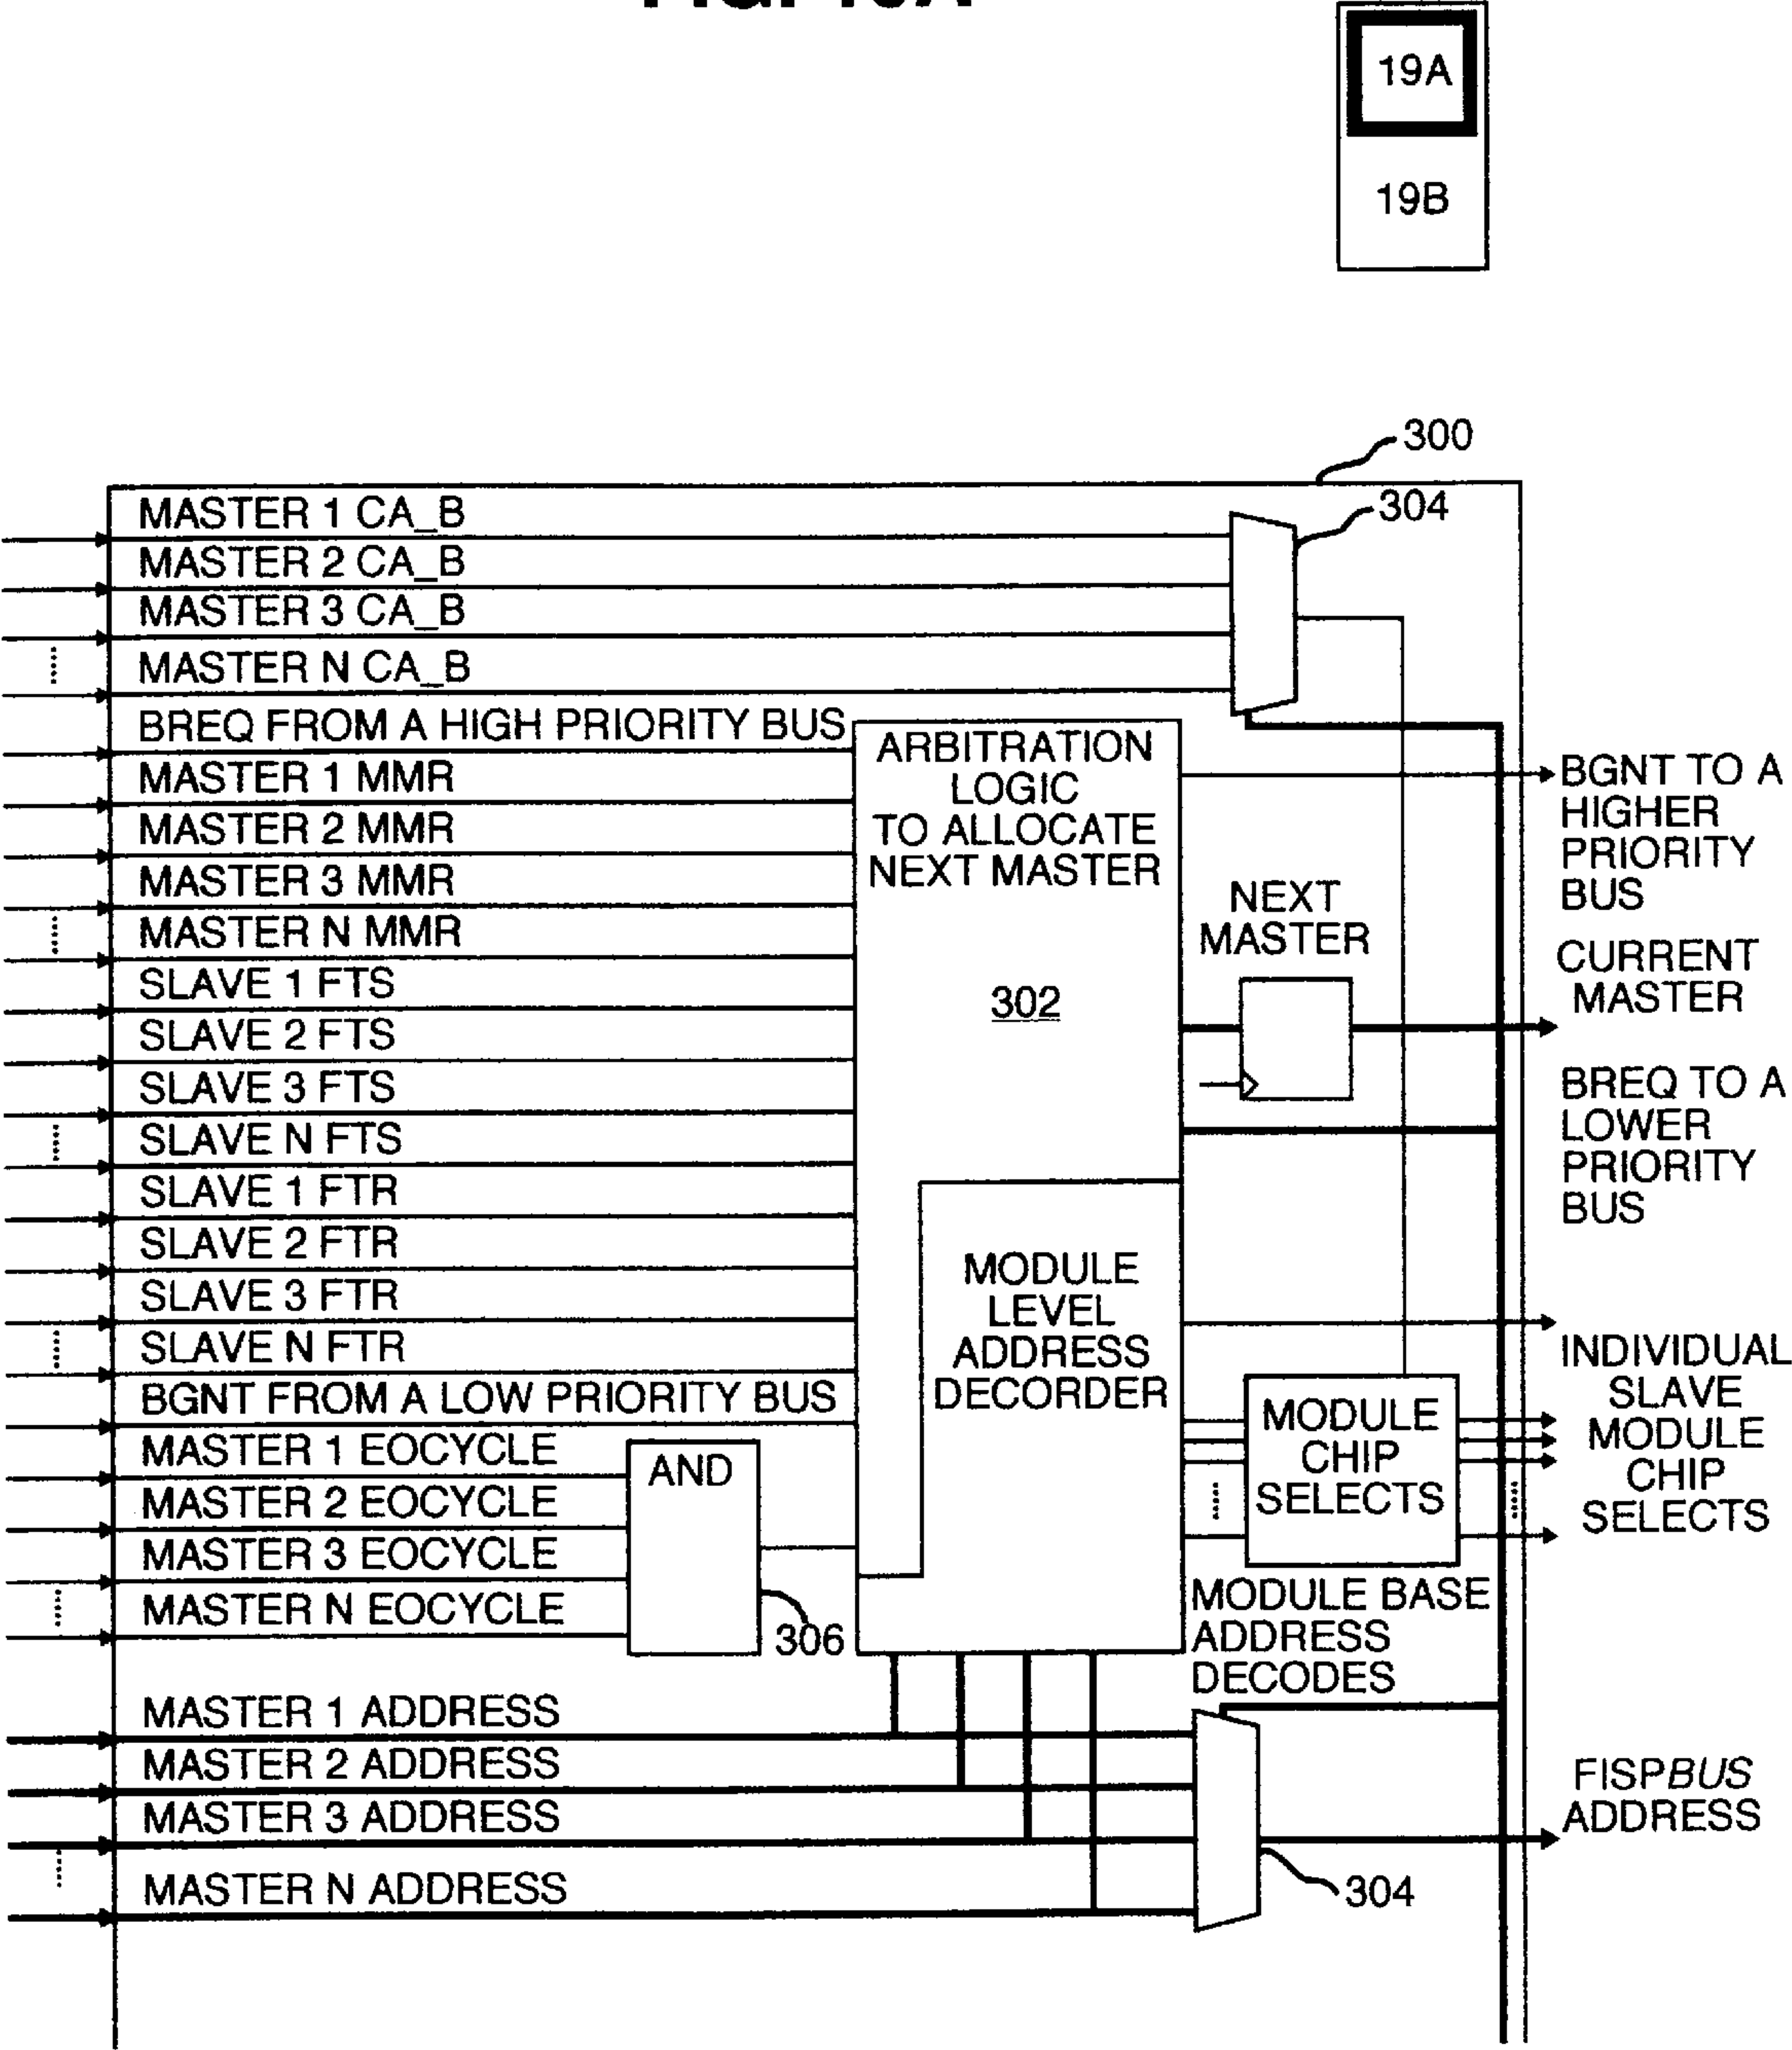 19A
19B
300
304
MASTER 1 CA_B
MASTER 2 CA_B
MASTER 3 CA_B
MASTER N CA_B
BREQ FROM A HIGH PRIORITY BUS
MASTER 1 MMR
MASTER 2 MMR
MASTER 3 MMR
MASTER N MMR
SLAVE 1 FTS
SLAVE 2 FTS
SLAVE 3 FTS
SLAVE N FTS
SLAVE 1 FTR
SLAVE 2 FTR
SLAVE 3 FTR
SLAVE N FTR
BGNT FROM A LOW PRIORITY BUS
MASTER 1 EOCYCLE
MASTER 2 EOCYCLE
MASTER 3 EOCYCLE
MASTER N EOCYCLE
AND
306
ARBITRATION
LOGIC
TO ALLOCATE
NEXT MASTER
302
MODULE
LEVEL
ADDRESS
DECORDER
NEXT
MASTER
MODULE
CHIP
SELECTS
MODULE BASE
ADDRESS
DECODES
BGNT TO A
HIGHER
PRIORITY
BUS
CURRENT
MASTER
BREQ TO A
LOWER
PRIORITY
BUS
INDIVIDUAL
SLAVE
MODULE
CHIP
SELECTS
MASTER 1 ADDRESS
MASTER 2 ADDRESS
MASTER 3 ADDRESS
MASTER N ADDRESS
304
FISPBUS
ADDRESS